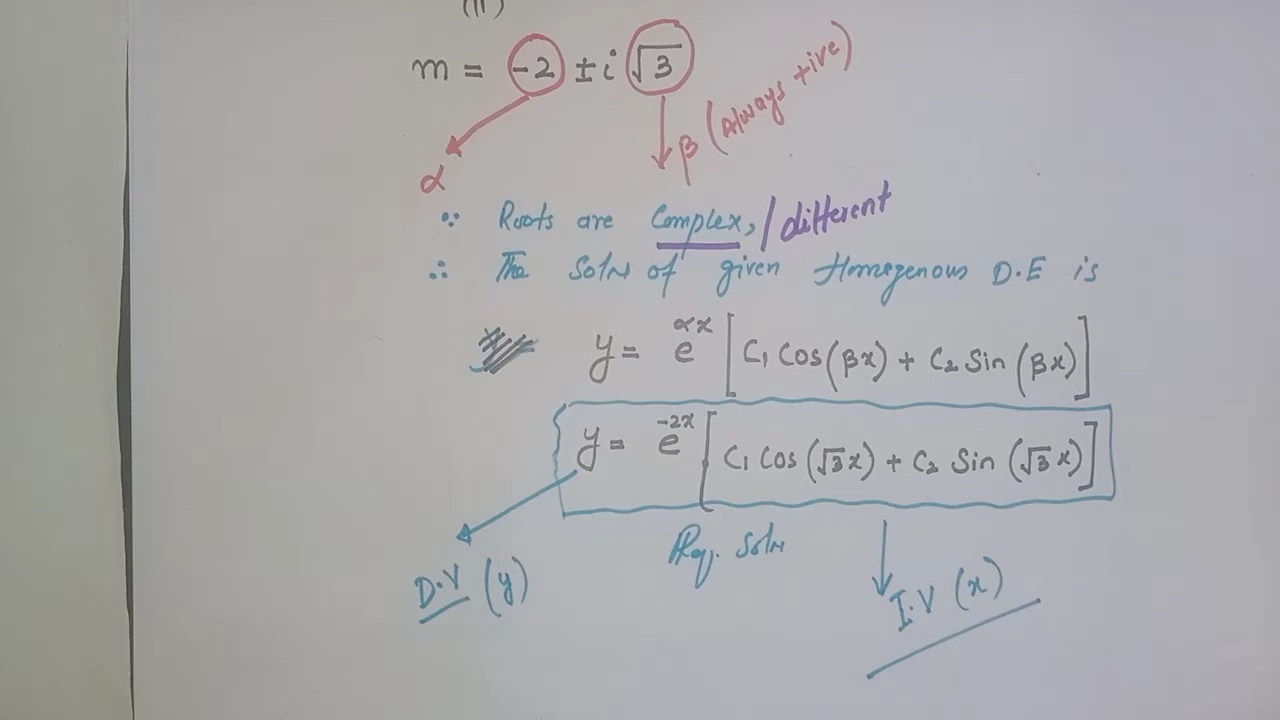 (11)
m = -2 ± i √3
α
β (Always +ive)
∵ Roots are Complex, / different
∴ The Soln of given Homogenous D.E is
y = e^αx [C₁ Cos(βx) + C₂ Sin (βx)]
y = e^-2x [C₁ Cos (√3x) + C₂ Sin (√3x)]
Req. Soln
D.V (y)
I.V (x)